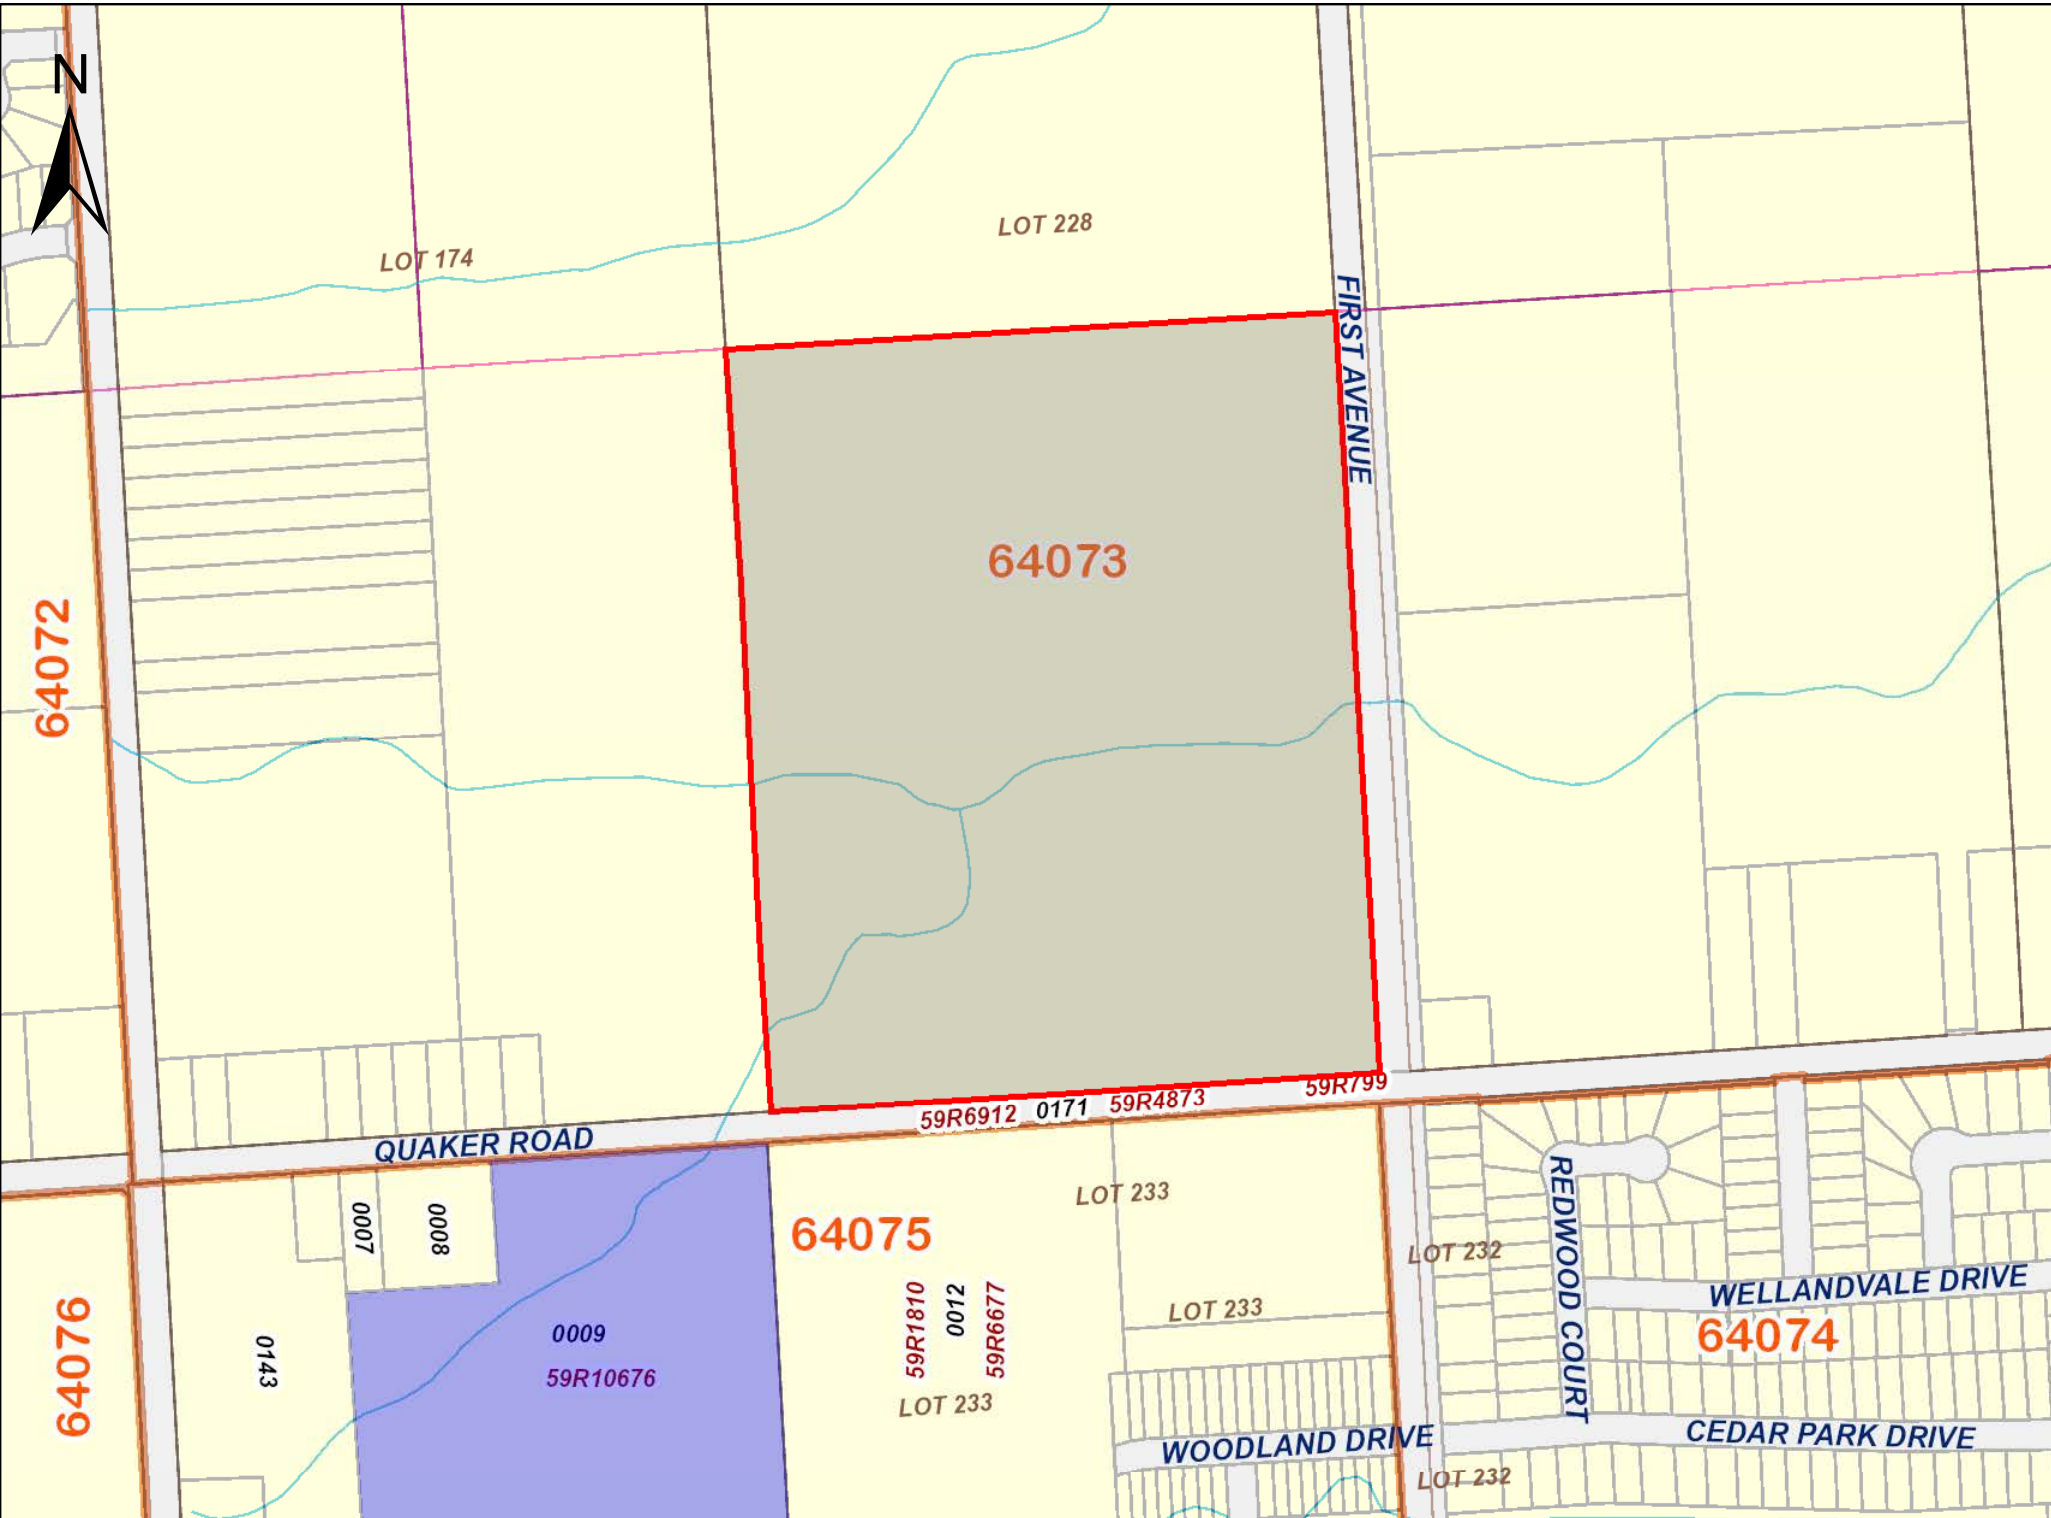 N
LOT 228
LOT 174
FIRST AVENUE
64073
64072
59R799
59R6912 0171 59R4873
QUAKER ROAD
LOT 233
0007
0008
64075
REDWOOD COURT
LOT 232
WELLANDVALE DRIVE
LOT 233
59R1810
0012
59R6677
0009
64074
64076
0143
59R10676
LOT 233
WOODLAND DRIVE
CEDAR PARK DRIVE
LOT 232